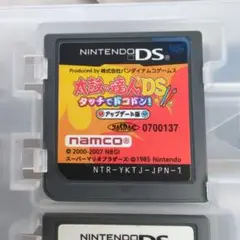 NINTENDO DS
Produced by 株式会社バンダイナムコゲームス
太鼓の達人DS
タッチでドコドン!
アップデート版
0700137
namco
© 2000-2007 NBGI
スーパーマリオブラザーズ:© 1985 Nintendo
NTR-YKTJ-JPN-1
NINTENDO DS